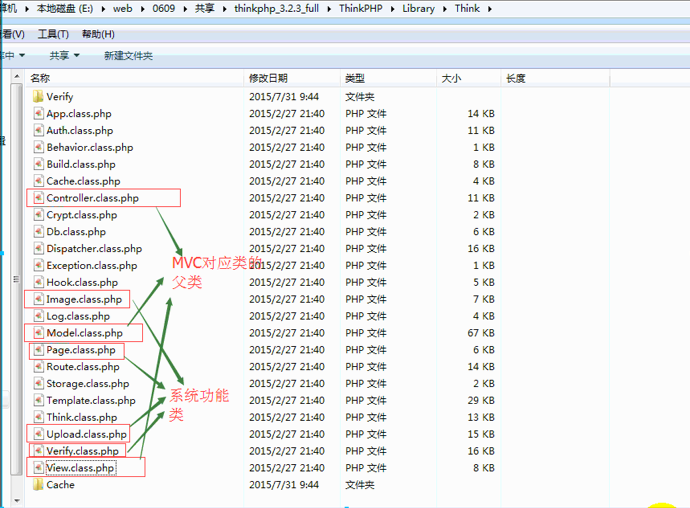 算机 ▸ 本地磁盘 (E:) ▸ web ▸ 0609 ▸ 共享 ▸ thinkphp_3.2.3_full ▸ ThinkPHP ▸ Library ▸ Think ▸
看(V) 工具(T) 帮助(H)
库中 共享 新建文件夹
名称 修改日期 类型 大小 长度
Verify 2015/7/31 9:44 文件夹
App.class.php 2015/2/27 21:40 PHP 文件 14 KB
Auth.class.php 2015/2/27 21:40 PHP 文件 11 KB
Behavior.class.php 2015/2/27 21:40 PHP 文件 1 KB
Build.class.php 2015/2/27 21:40 PHP 文件 8 KB
Cache.class.php 2015/2/27 21:40 PHP 文件 4 KB
Controller.class.php 2015/2/27 21:40 PHP 文件 11 KB
Crypt.class.php 2015/2/27 21:40 PHP 文件 2 KB
Db.class.php 2015/2/27 21:40 PHP 文件 6 KB
Dispatcher.class.php 2015/2/27 21:40 PHP 文件 16 KB
Exception.class.php 2015/2/27 21:40 PHP 文件 1 KB
MVC对应类的
父类
Hook.class.php 2015/2/27 21:40 PHP 文件 5 KB
Image.class.php 2015/2/27 21:40 PHP 文件 7 KB
Log.class.php 2015/2/27 21:40 PHP 文件 4 KB
Model.class.php 2015/2/27 21:40 PHP 文件 67 KB
Page.class.php 2015/2/27 21:40 PHP 文件 6 KB
Route.class.php 2015/2/27 21:40 PHP 文件 14 KB
Storage.class.php 2015/2/27 21:40 PHP 文件 2 KB
系统功能
类
Template.class.php 2015/2/27 21:40 PHP 文件 29 KB
Think.class.php 2015/2/27 21:40 PHP 文件 13 KB
Upload.class.php 2015/2/27 21:40 PHP 文件 15 KB
Verify.class.php 2015/2/27 21:40 PHP 文件 16 KB
View.class.php 2015/2/27 21:40 PHP 文件 8 KB
Cache 2015/7/31 9:44 文件夹